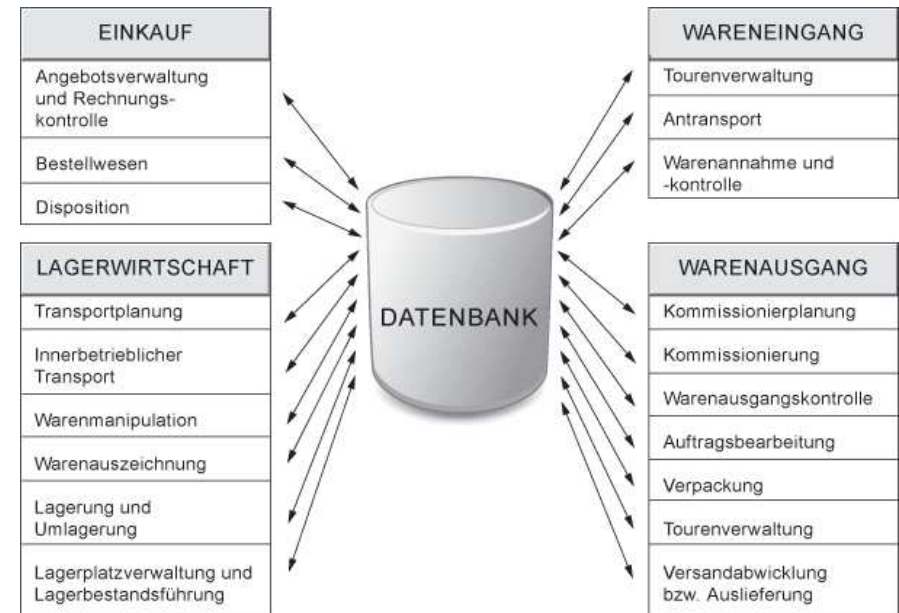 EINKAUF
Angebotsverwaltung
und Rechnungs-
kontrolle
Bestellwesen
Disposition
LAGERWIRTSCHAFT
Transportplanung
Innerbetrieblicher
Transport
Warenmanipulation
Warenauszeichnung
Lagerung und
Umlagerung
Lagerplatzverwaltung und
Lagerbestandsführung
DATENBANK
WARENEINGANG
Tourenverwaltung
Antransport
Warenannahme und
-kontrolle
WARENAUSGANG
Kommissionierplanung
Kommissionierung
Warenausgangskontrolle
Auftragsbearbeitung
Verpackung
Tourenverwaltung
Versandabwicklung
bzw. Auslieferung